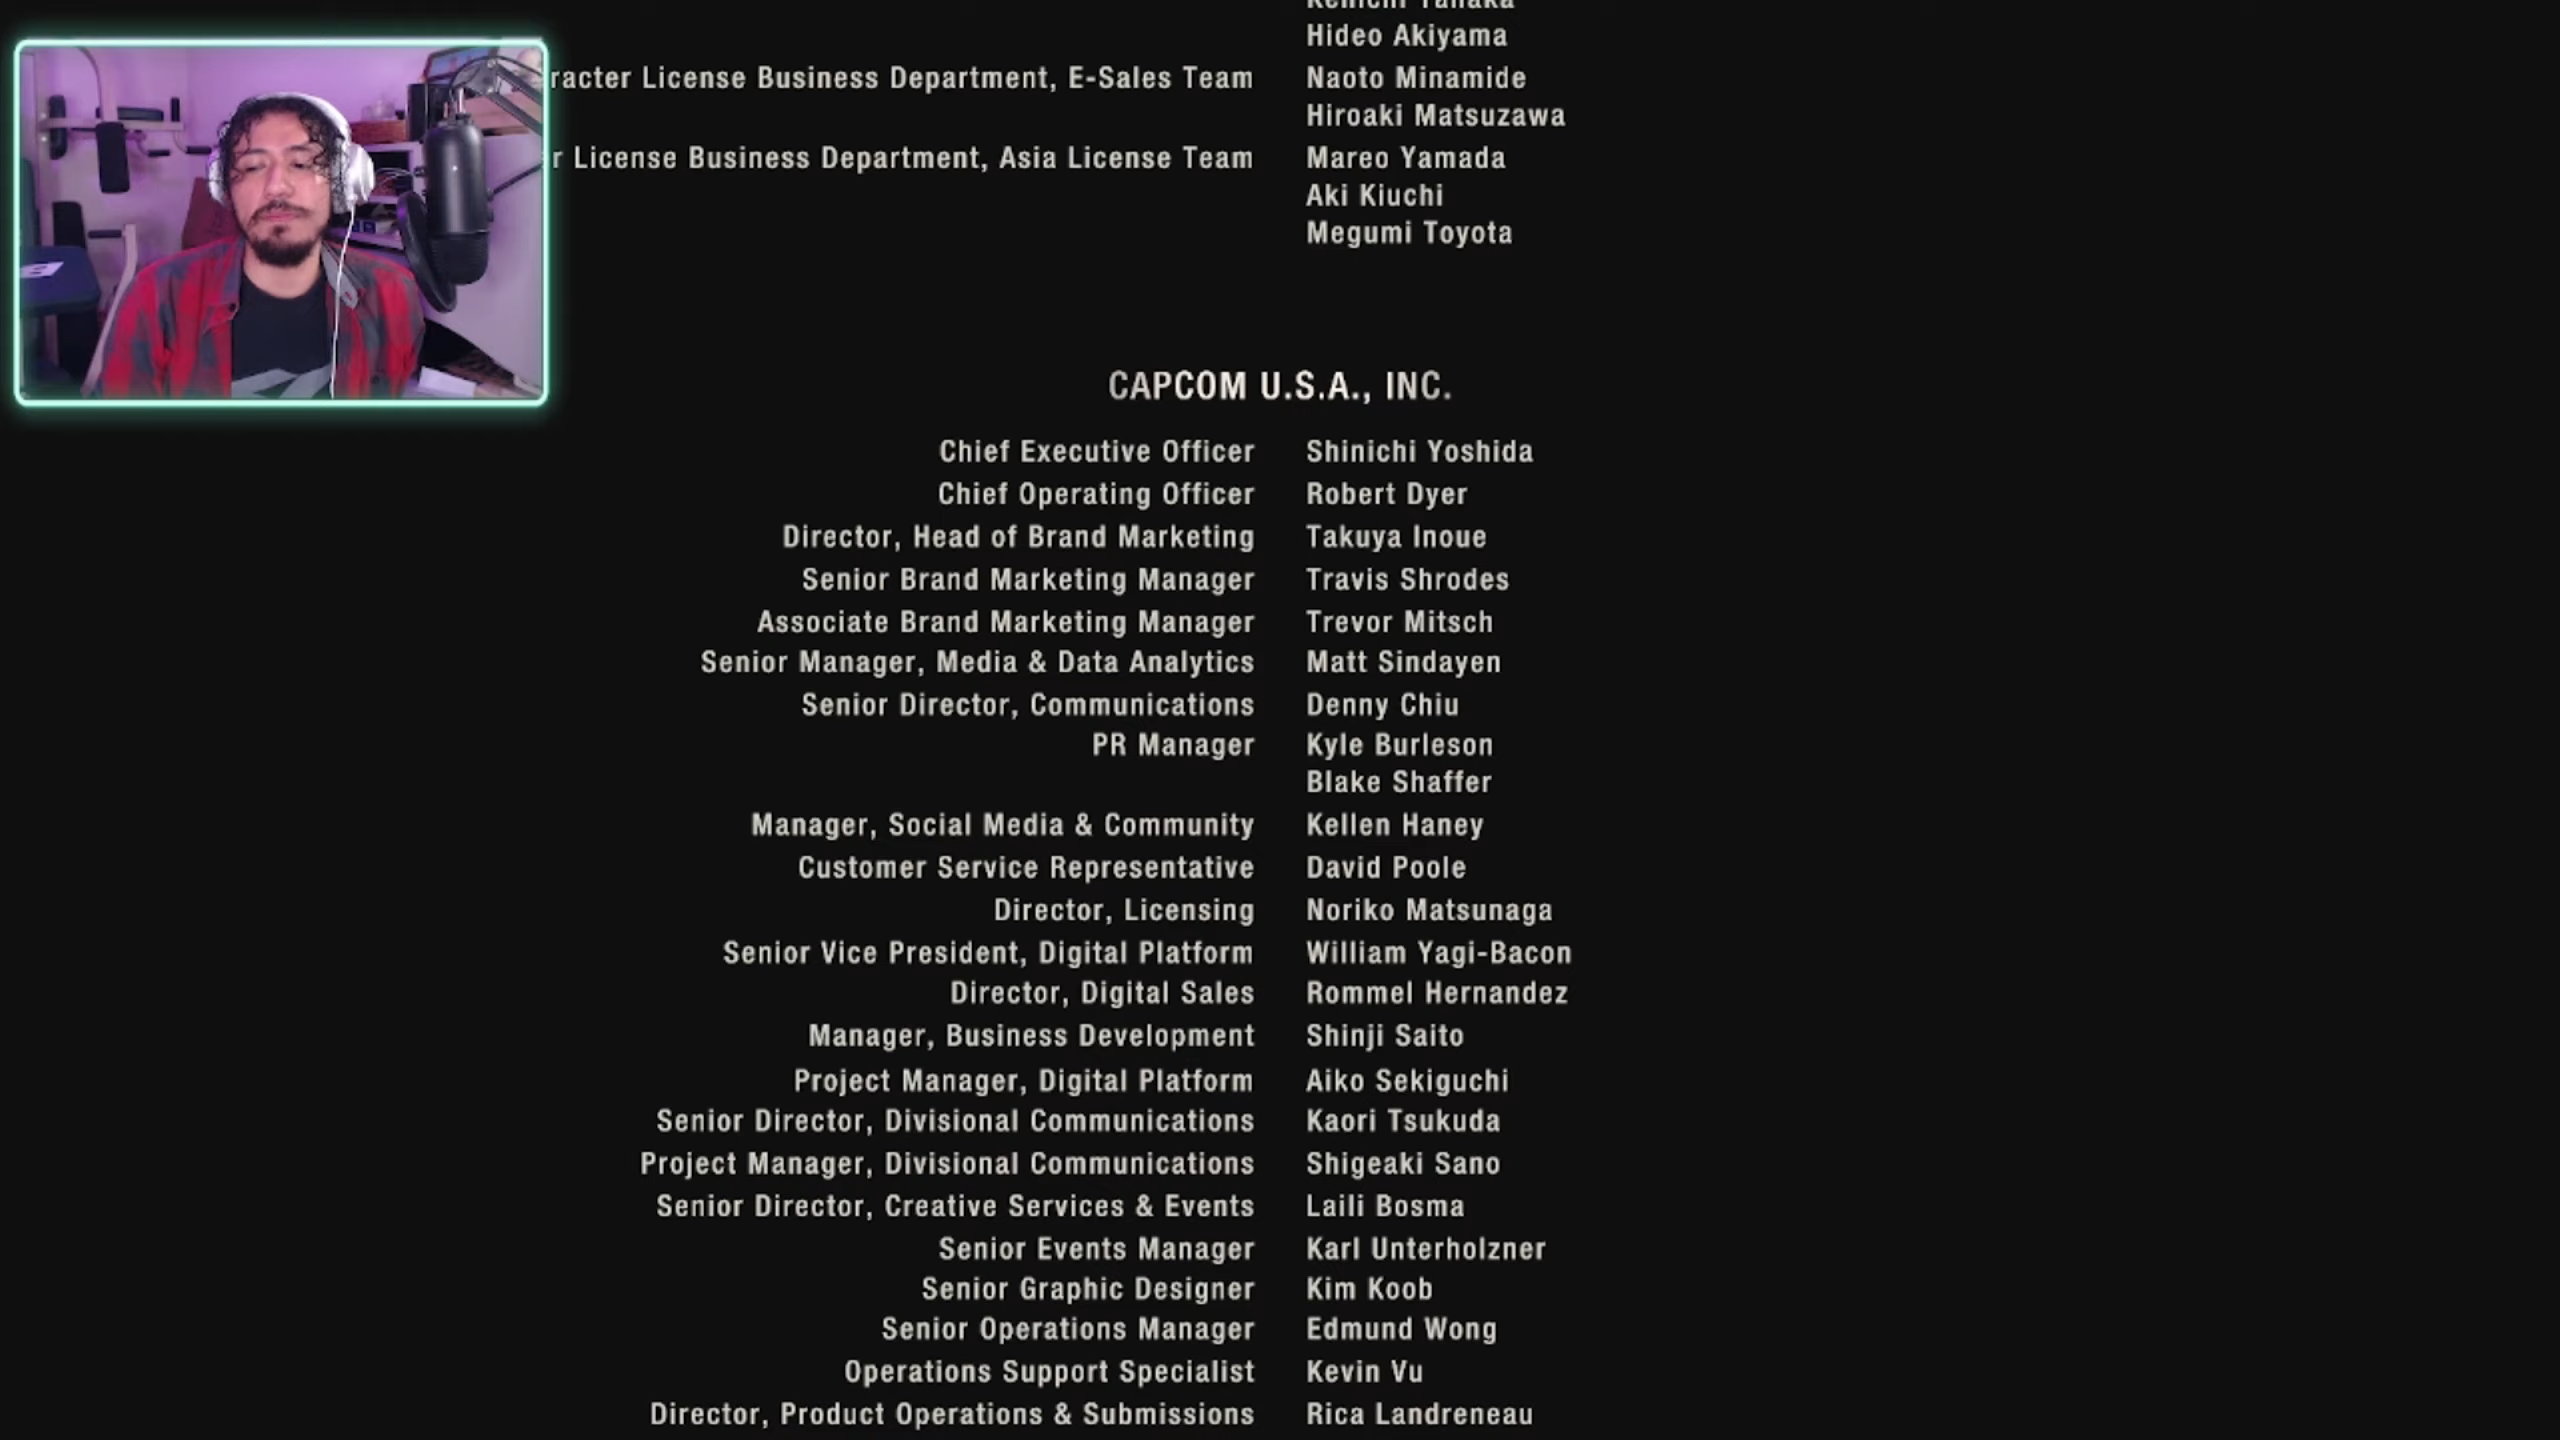 Kenichi Tanaka
Hideo Akiyama
racter License Business Department, E-Sales Team Naoto Minamide
Hiroaki Matsuzawa
r License Business Department, Asia License Team Mareo Yamada
Aki Kiuchi
Megumi Toyota
CAPCOM U.S.A., INC.
Chief Executive Officer Shinichi Yoshida
Chief Operating Officer Robert Dyer
Director, Head of Brand Marketing Takuya Inoue
Senior Brand Marketing Manager Travis Shrodes
Associate Brand Marketing Manager Trevor Mitsch
Senior Manager, Media & Data Analytics Matt Sindayen
Senior Director, Communications Denny Chiu
PR Manager Kyle Burleson
Blake Shaffer
Manager, Social Media & Community Kellen Haney
Customer Service Representative David Poole
Director, Licensing Noriko Matsunaga
Senior Vice President, Digital Platform William Yagi-Bacon
Director, Digital Sales Rommel Hernandez
Manager, Business Development Shinji Saito
Project Manager, Digital Platform Aiko Sekiguchi
Senior Director, Divisional Communications Kaori Tsukuda
Project Manager, Divisional Communications Shigeaki Sano
Senior Director, Creative Services & Events Laili Bosma
Senior Events Manager Karl Unterholzner
Senior Graphic Designer Kim Koob
Senior Operations Manager Edmund Wong
Operations Support Specialist Kevin Vu
Director, Product Operations & Submissions Rica Landreneau